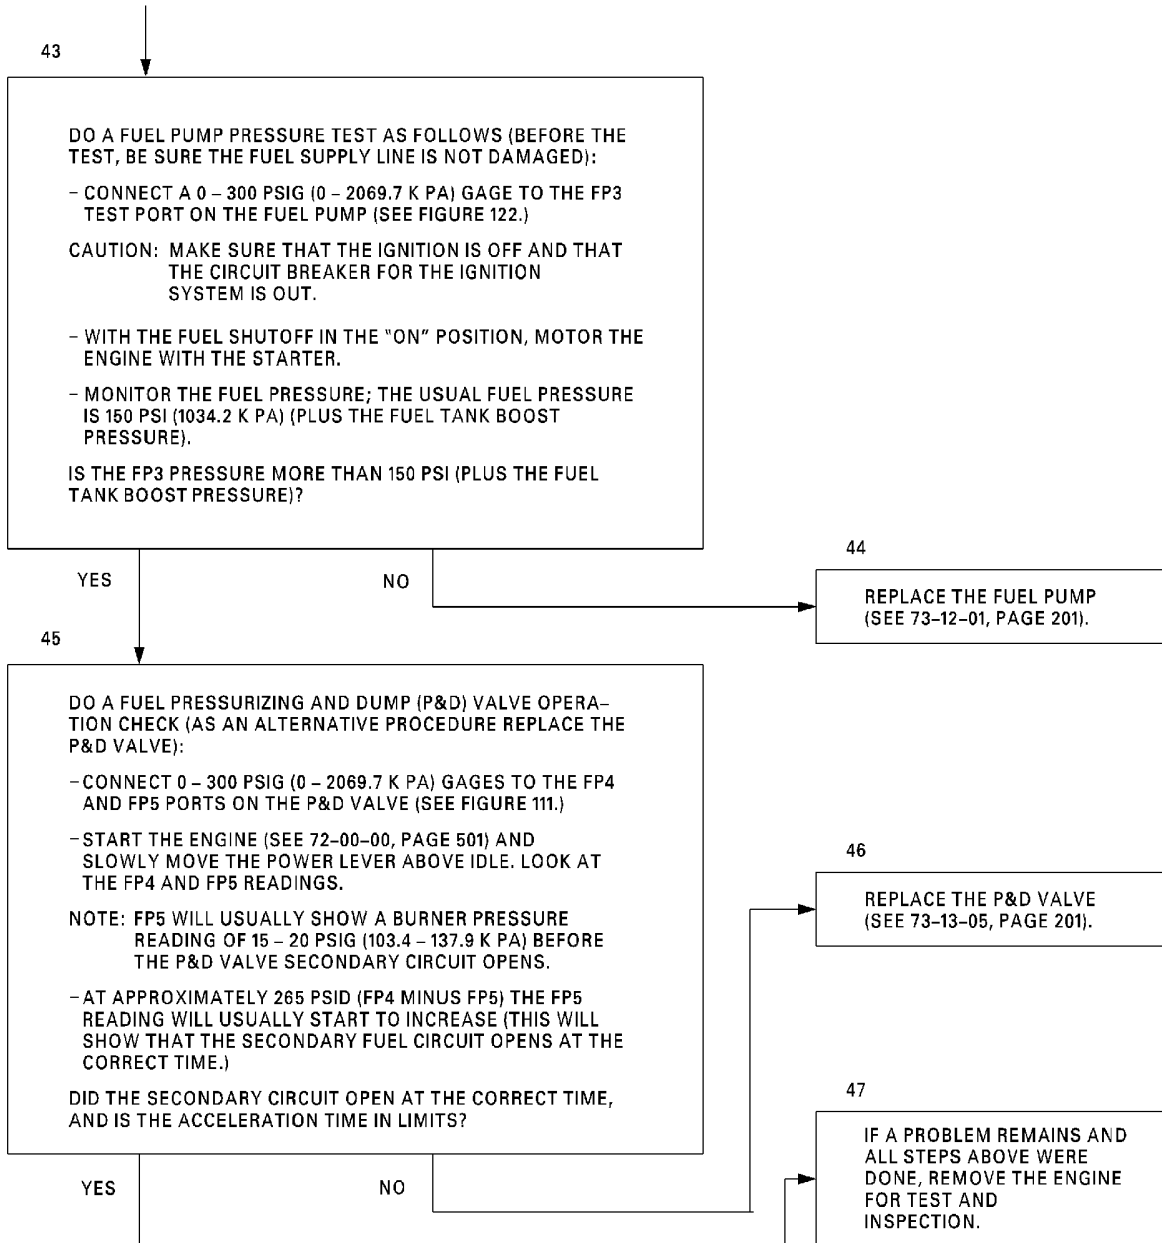 43
DO A FUEL PUMP PRESSURE TEST AS FOLLOWS (BEFORE THE
TEST, BE SURE THE FUEL SUPPLY LINE IS NOT DAMAGED):
– CONNECT A 0 – 300 PSIG (0 – 2069.7 K PA) GAGE TO THE FP3
TEST PORT ON THE FUEL PUMP (SEE FIGURE 122.)
CAUTION: MAKE SURE THAT THE IGNITION IS OFF AND THAT
THE CIRCUIT BREAKER FOR THE IGNITION
SYSTEM IS OUT.
– WITH THE FUEL SHUTOFF IN THE "ON" POSITION, MOTOR THE
ENGINE WITH THE STARTER.
– MONITOR THE FUEL PRESSURE; THE USUAL FUEL PRESSURE
IS 150 PSI (1034.2 K PA) (PLUS THE FUEL TANK BOOST
PRESSURE).
IS THE FP3 PRESSURE MORE THAN 150 PSI (PLUS THE FUEL
TANK BOOST PRESSURE)?
YES
NO
44
REPLACE THE FUEL PUMP
(SEE 73–12–01, PAGE 201).
45
DO A FUEL PRESSURIZING AND DUMP (P&D) VALVE OPERA–
TION CHECK (AS AN ALTERNATIVE PROCEDURE REPLACE THE
P&D VALVE):
– CONNECT 0 – 300 PSIG (0 – 2069.7 K PA) GAGES TO THE FP4
AND FP5 PORTS ON THE P&D VALVE (SEE FIGURE 111.)
– START THE ENGINE (SEE 72–00–00, PAGE 501) AND
SLOWLY MOVE THE POWER LEVER ABOVE IDLE. LOOK AT
THE FP4 AND FP5 READINGS.
NOTE: FP5 WILL USUALLY SHOW A BURNER PRESSURE
READING OF 15 – 20 PSIG (103.4 – 137.9 K PA) BEFORE
THE P&D VALVE SECONDARY CIRCUIT OPENS.
– AT APPROXIMATELY 265 PSID (FP4 MINUS FP5) THE FP5
READING WILL USUALLY START TO INCREASE (THIS WILL
SHOW THAT THE SECONDARY FUEL CIRCUIT OPENS AT THE
CORRECT TIME.)
DID THE SECONDARY CIRCUIT OPEN AT THE CORRECT TIME,
AND IS THE ACCELERATION TIME IN LIMITS?
YES
NO
46
REPLACE THE P&D VALVE
(SEE 73–13–05, PAGE 201).
47
IF A PROBLEM REMAINS AND
ALL STEPS ABOVE WERE
DONE, REMOVE THE ENGINE
FOR TEST AND
INSPECTION.